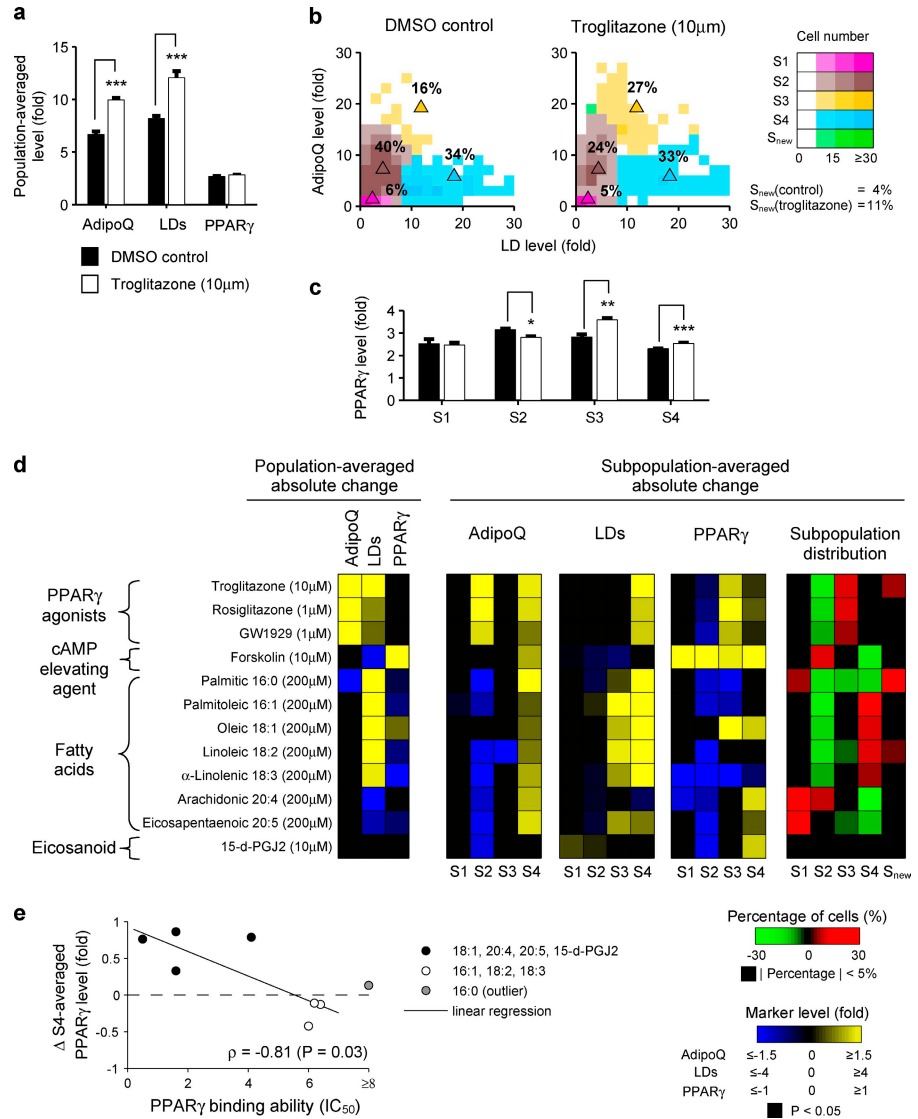 a
Population-averaged
level (fold)
15
10
5
0
***
***
AdipoQ
LDs
PPARγ
DMSO control
Troglitazone (10μm)
b
DMSO control
Troglitazone (10μm)
AdipoQ level (fold)
30
20
10
0
16%
40%
34%
6%
0
10
20
30
30
20
10
0
27%
24%
33%
5%
0
10
20
30
LD level (fold)
Cell number
S1
S2
S3
S4
Snew
0
15
≥30
Snew(control) = 4%
Snew(troglitazone) = 11%
c
PPARγ level (fold)
4
3
2
1
0
*
**
***
S1
S2
S3
S4
d
Population-averaged
absolute change
Subpopulation-averaged
absolute change
AdipoQ
LDs
PPARγ
AdipoQ
LDs
PPARγ
Subpopulation
distribution
PPARγ
agonists
Troglitazone (10μM)
Rosiglitazone (1μM)
GW1929 (1μM)
cAMP
elevating
agent
Forskolin (10μM)
Fatty
acids
Palmitic 16:0 (200μM)
Palmitoleic 16:1 (200μM)
Oleic 18:1 (200μM)
Linoleic 18:2 (200μM)
α-Linolenic 18:3 (200μM)
Arachidonic 20:4 (200μM)
Eicosapentaenoic 20:5 (200μM)
Eicosanoid
15-d-PGJ2 (10μM)
S1 S2 S3 S4
S1 S2 S3 S4
S1 S2 S3 S4
S1 S2 S3 S4 Snew
e
Δ S4-averaged
PPARγ level (fold)
1
0.5
0
-0.5
-1
ρ = -0.81 (P = 0.03)
0
2
4
6
≥8
PPARγ binding ability (IC50)
18:1, 20:4, 20:5, 15-d-PGJ2
16:1, 18:2, 18:3
16:0 (outlier)
linear regression
Percentage of cells (%)
-30
0
30
| Percentage | < 5%
Marker level (fold)
AdipoQ ≤-1.5 0 ≥1.5
LDs ≤-4 0 ≥4
PPARγ ≤-1 0 ≥1
P < 0.05